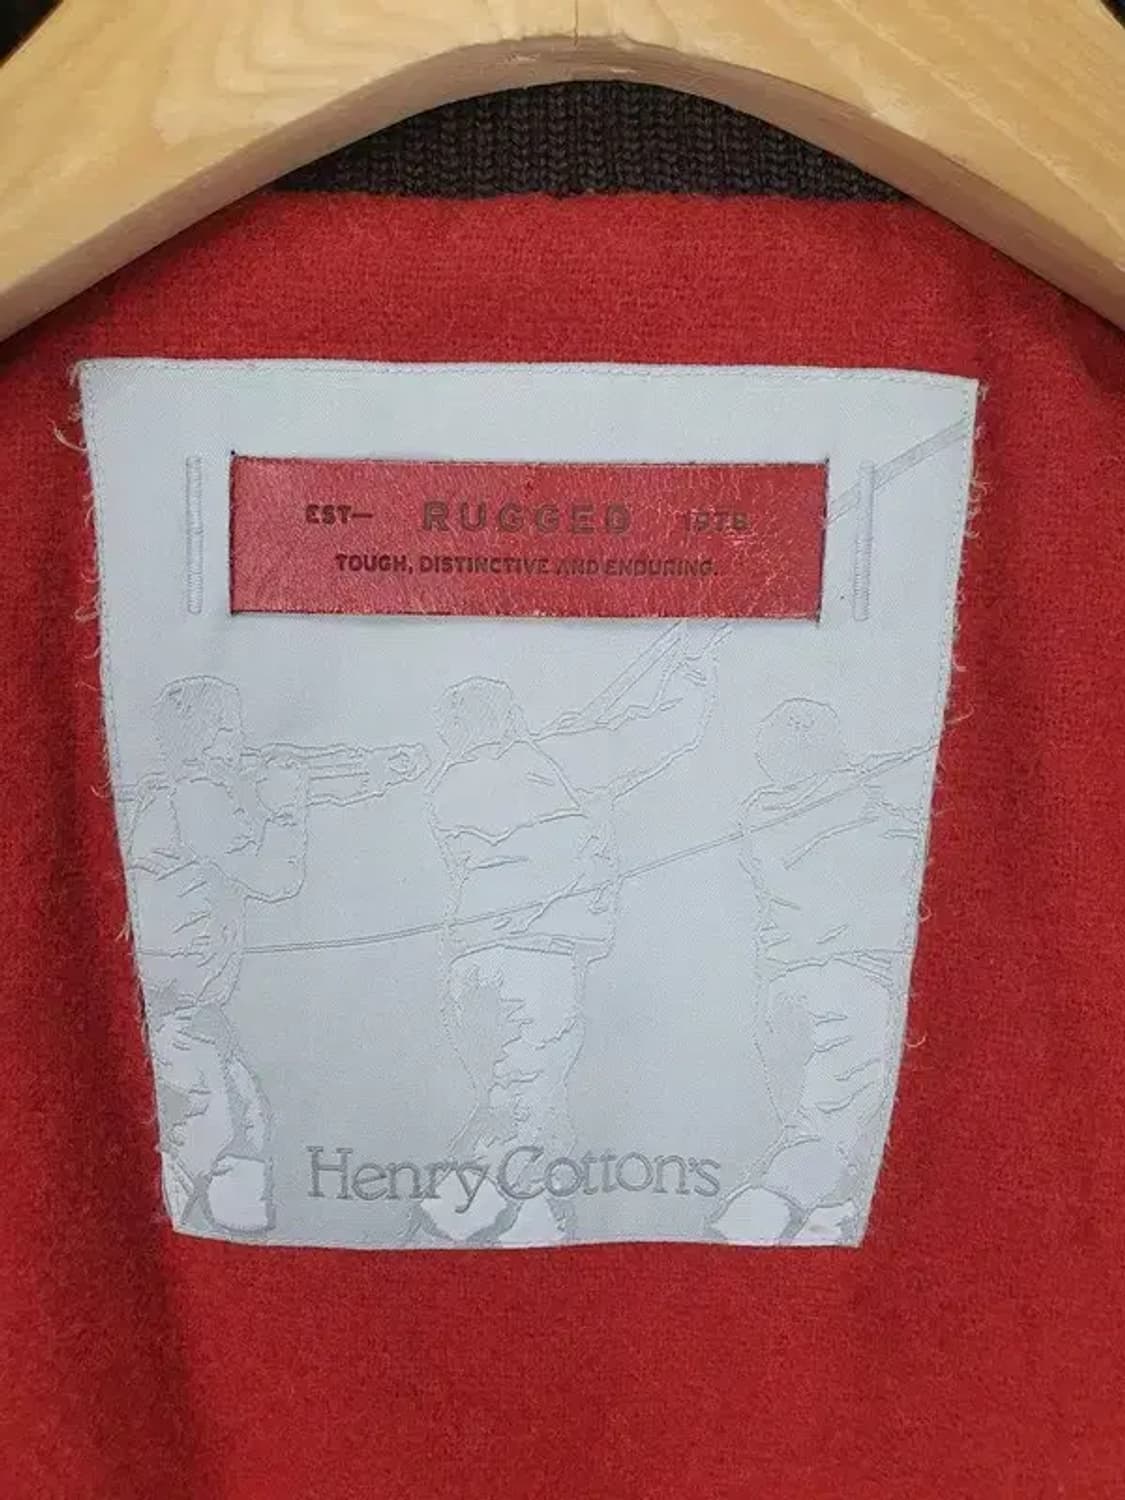 EST— RUGGED 1978
TOUGH, DISTINCTIVE AND ENDURING.
Henry Cotton's